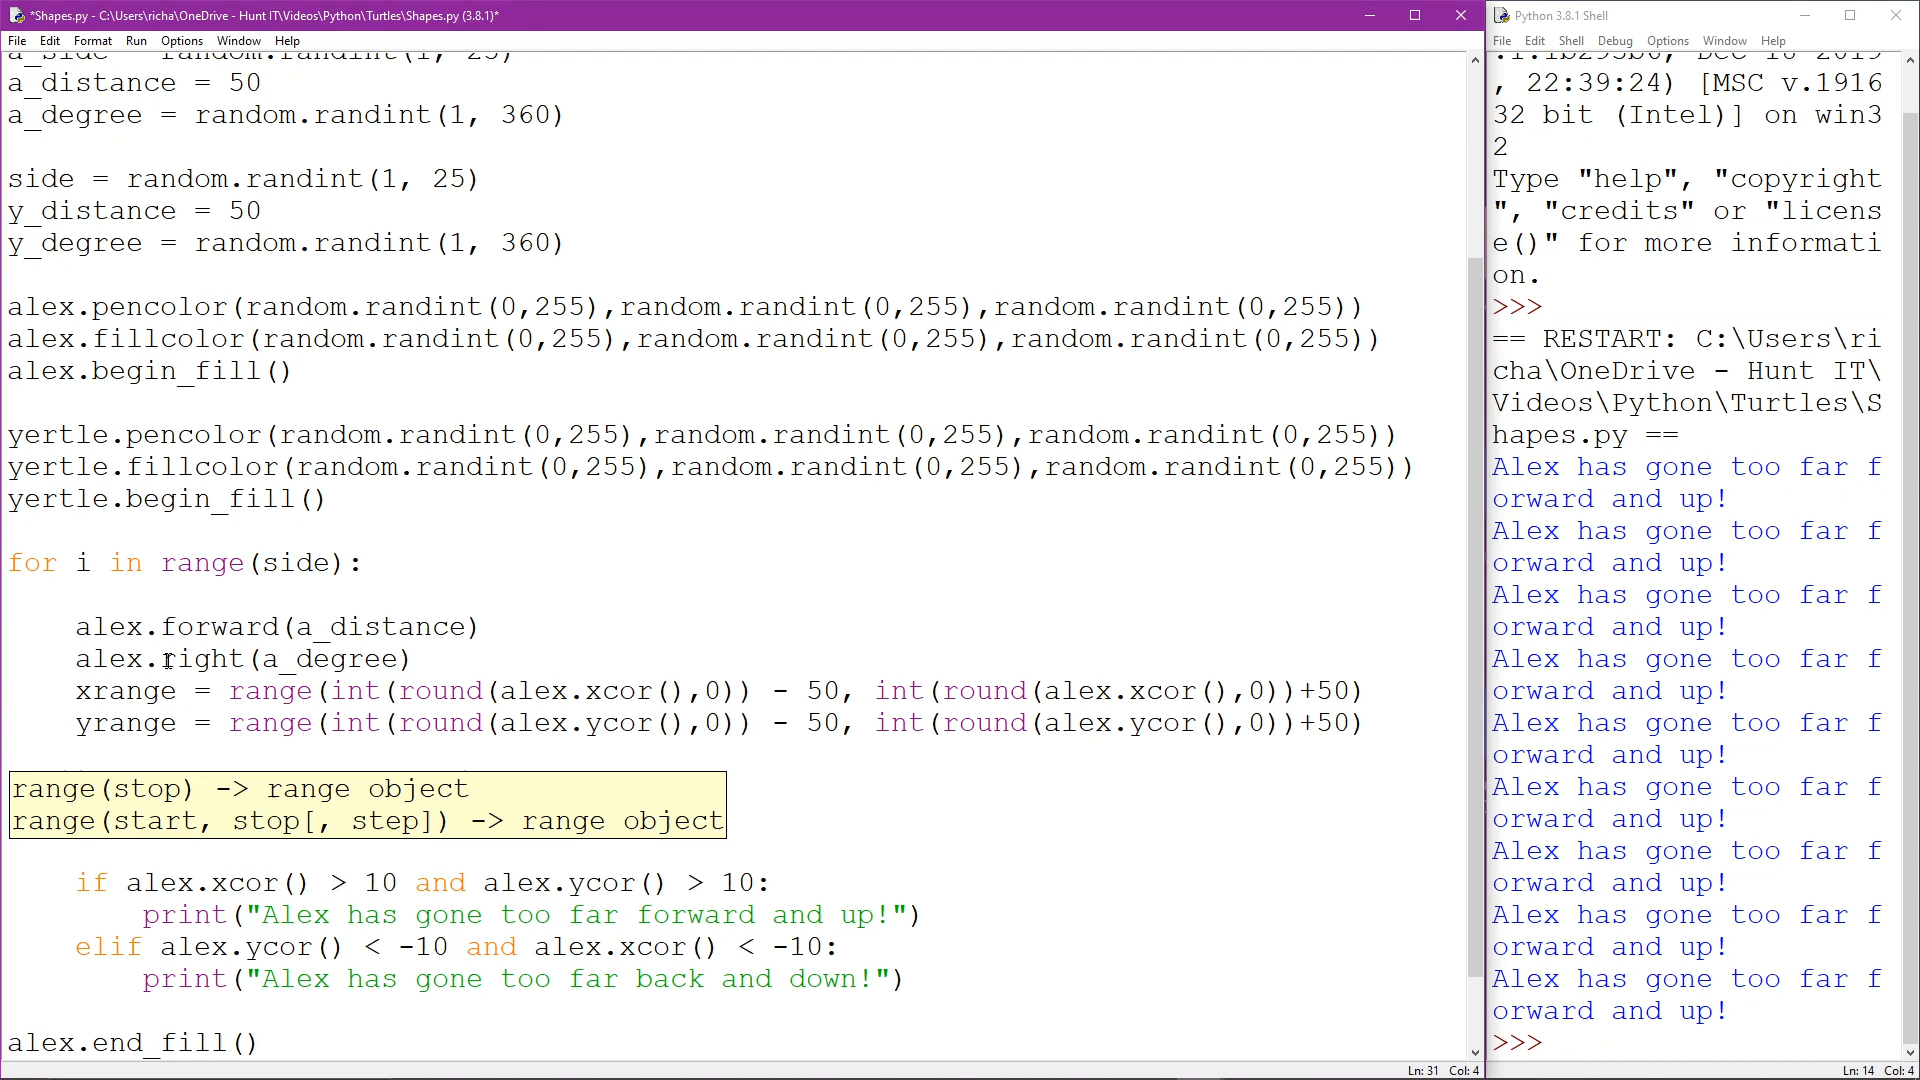 *Shapes.py - C:\Users\richa\OneDrive - Hunt IT\Videos\Python\Turtles\Shapes.py (3.8.1)*
File Edit Format Run Options Window Help
a_side = random.randint(1, 25)
a_distance = 50
a_degree = random.randint(1, 360)
side = random.randint(1, 25)
y_distance = 50
y_degree = random.randint(1, 360)
alex.pencolor(random.randint(0,255),random.randint(0,255),random.randint(0,255))
alex.fillcolor(random.randint(0,255),random.randint(0,255),random.randint(0,255))
alex.begin_fill()
yertle.pencolor(random.randint(0,255),random.randint(0,255),random.randint(0,255))
yertle.fillcolor(random.randint(0,255),random.randint(0,255),random.randint(0,255))
yertle.begin_fill()
for i in range(side):
alex.forward(a_distance)
alex.right(a_degree)
xrange = range(int(round(alex.xcor(),0)) - 50, int(round(alex.xcor(),0))+50)
yrange = range(int(round(alex.ycor(),0)) - 50, int(round(alex.ycor(),0))+50)
range(stop) -> range object
range(start, stop[, step]) -> range object
if alex.xcor() > 10 and alex.ycor() > 10:
print("Alex has gone too far forward and up!")
elif alex.ycor() < -10 and alex.xcor() < -10:
print("Alex has gone too far back and down!")
alex.end_fill()
Ln: 31 Col: 4
Python 3.8.1 Shell
File Edit Shell Debug Options Window Help
, 22:39:24) [MSC v.1916
32 bit (Intel)] on win3
2
Type "help", "copyright
", "credits" or "licens
e()" for more informati
on.
>>>
== RESTART: C:\Users\ri
cha\OneDrive - Hunt IT\
Videos\Python\Turtles\S
hapes.py ==
Alex has gone too far f
orward and up!
Alex has gone too far f
orward and up!
Alex has gone too far f
orward and up!
Alex has gone too far f
orward and up!
Alex has gone too far f
orward and up!
Alex has gone too far f
orward and up!
Alex has gone too far f
orward and up!
Alex has gone too far f
orward and up!
Alex has gone too far f
orward and up!
>>>
Ln: 14 Col: 4